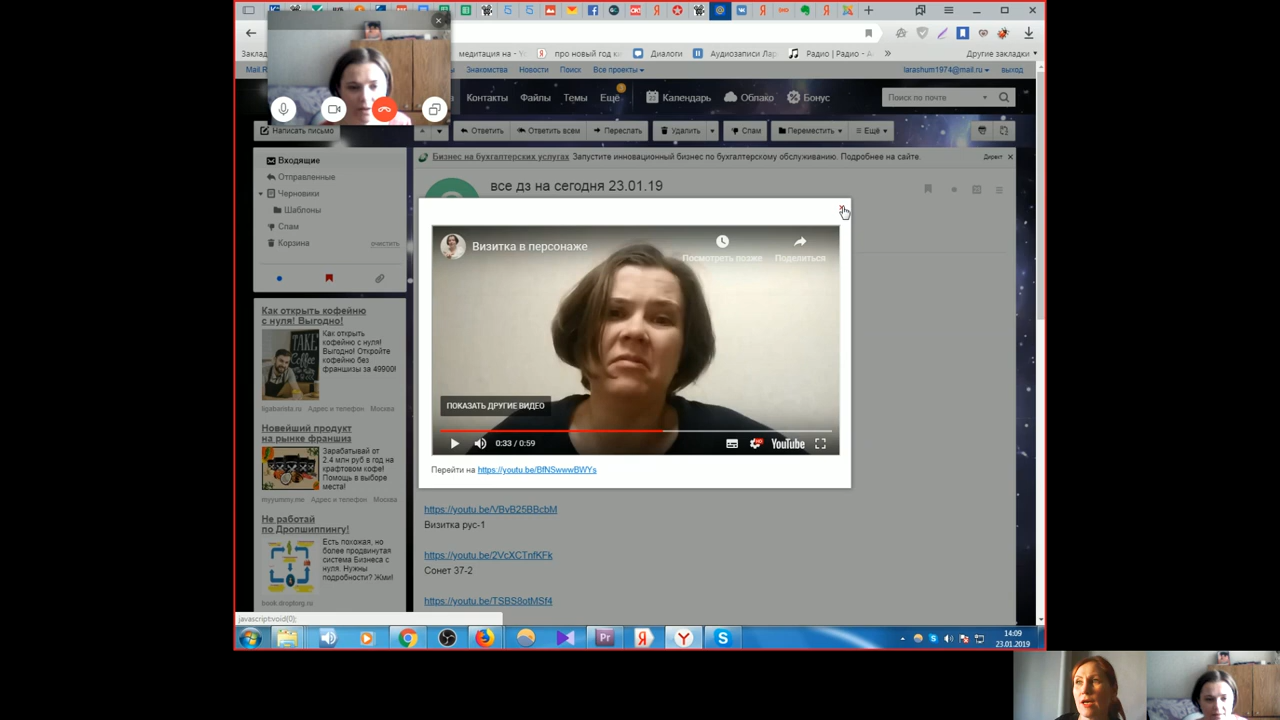 Заклад
медитация на - Y
про новый год к
Диалоги
Аудиозаписи Лар
Радио | Радио - А
Другие закладки
Mail.R
Знакомства
Новости
Поиск
Все проекты
larashum1974@mail.ru
выход
Контакты
Файлы
Темы
Ещё
Календарь
Облако
Бонус
Поиск по почте
Написать письмо
Ответить
Ответить всем
Переслать
Удалить
Спам
Переместить
Ещё
Входящие
Отправленные
Черновики
Шаблоны
Спам
Корзина
очистить
Бизнес на бухгалтерских услугах Запустите инновационный бизнес по бухгалтерскому обслуживанию. Подробнее на сайте.
Директ
все дз на сегодня 23.01.19
Визитка в персонаже
Посмотреть позже
Поделиться
ПОКАЗАТЬ ДРУГИЕ ВИДЕО
0:33 / 0:59
YouTube
Перейти на https://youtu.be/BfNSwwwBWYs
https://youtu.be/VBvB25BBcbM
Визитка рус-1
https://youtu.be/2VcXCTnfKFk
Сонет 37-2
https://youtu.be/TSBS8otMSf4
Как открыть кофейню
с нуля! Выгодно!
TAKE
Coffee
Как открыть
кофейню с нуля?
Выгодно! Откройте
кофейню без
франшизы за 49900!
ligabarista.ru Адрес и телефон Москва
Новейший продукт
на рынке франшиз
Зарабатывай от
2.4 млн руб в год на
крафтовом кофе!
Помощь в выборе
места!
myyummy.me Адрес и телефон Москва
Не работай
по Дропшиппингу!
Есть похожая, но
более продвинутая
система Бизнеса с
нуля. Нужны
подробности? Жми!
book.droptorg.ru
javascript:void(0);
14:09
23.01.2019